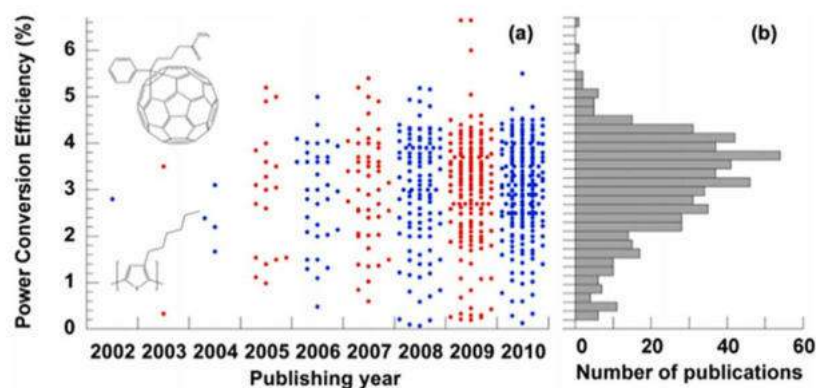 Power Conversion Efficiency (%)
6
5
4
3
2
1
0
(a)
2002 2003 2004 2005 2006 2007 2008 2009 2010
Publishing year
(b)
0 20 40 60
Number of publications